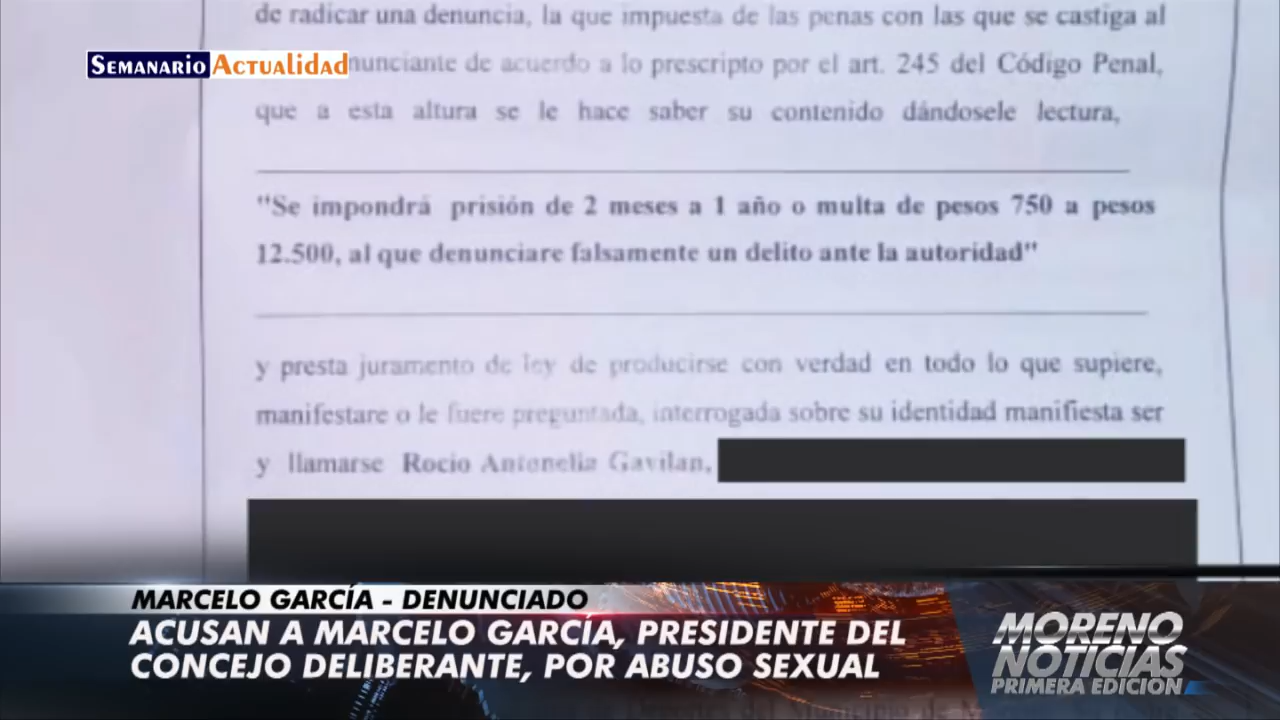 de radicar una denuncia, la que impuesta de las penas con las que se castiga al
SEMANARIO ACTUALIDAD
nunciante de acuerdo a lo prescripto por el art. 245 del Código Penal,
que a esta altura se le hace saber su contenido dándosele lectura,
"Se impondrá prisión de 2 meses a 1 año o multa de pesos 750 a pesos
12.500, al que denunciare falsamente un delito ante la autoridad"
y presta juramento de ley de producirse con verdad en todo lo que supiere,
manifestare o le fuere preguntada, interrogada sobre su identidad manifiesta ser
y llamarse Rocio Antonelia Gavilan,
MARCELO GARCÍA - DENUNCIADO
ACUSAN A MARCELO GARCÍA, PRESIDENTE DEL
CONCEJO DELIBERANTE, POR ABUSO SEXUAL
MORENO
NOTICIAS
PRIMERA EDICIÓN